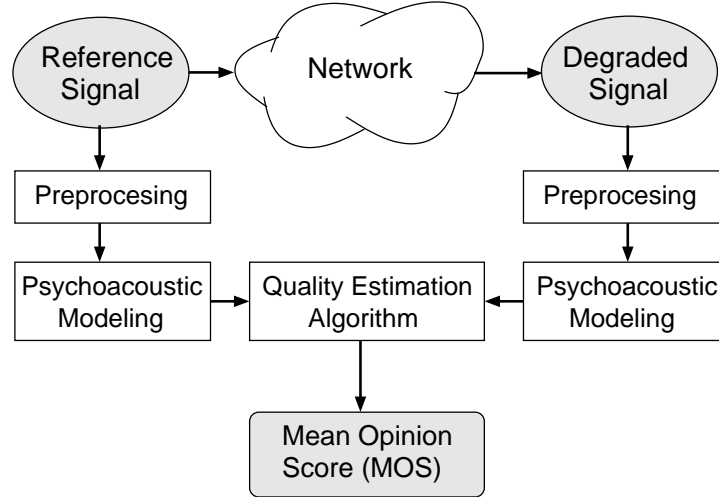 Reference
Signal
Network
Degraded
Signal
Preprocesing
Preprocesing
Psychoacoustic
Modeling
Quality Estimation
Algorithm
Psychoacoustic
Modeling
Mean Opinion
Score (MOS)